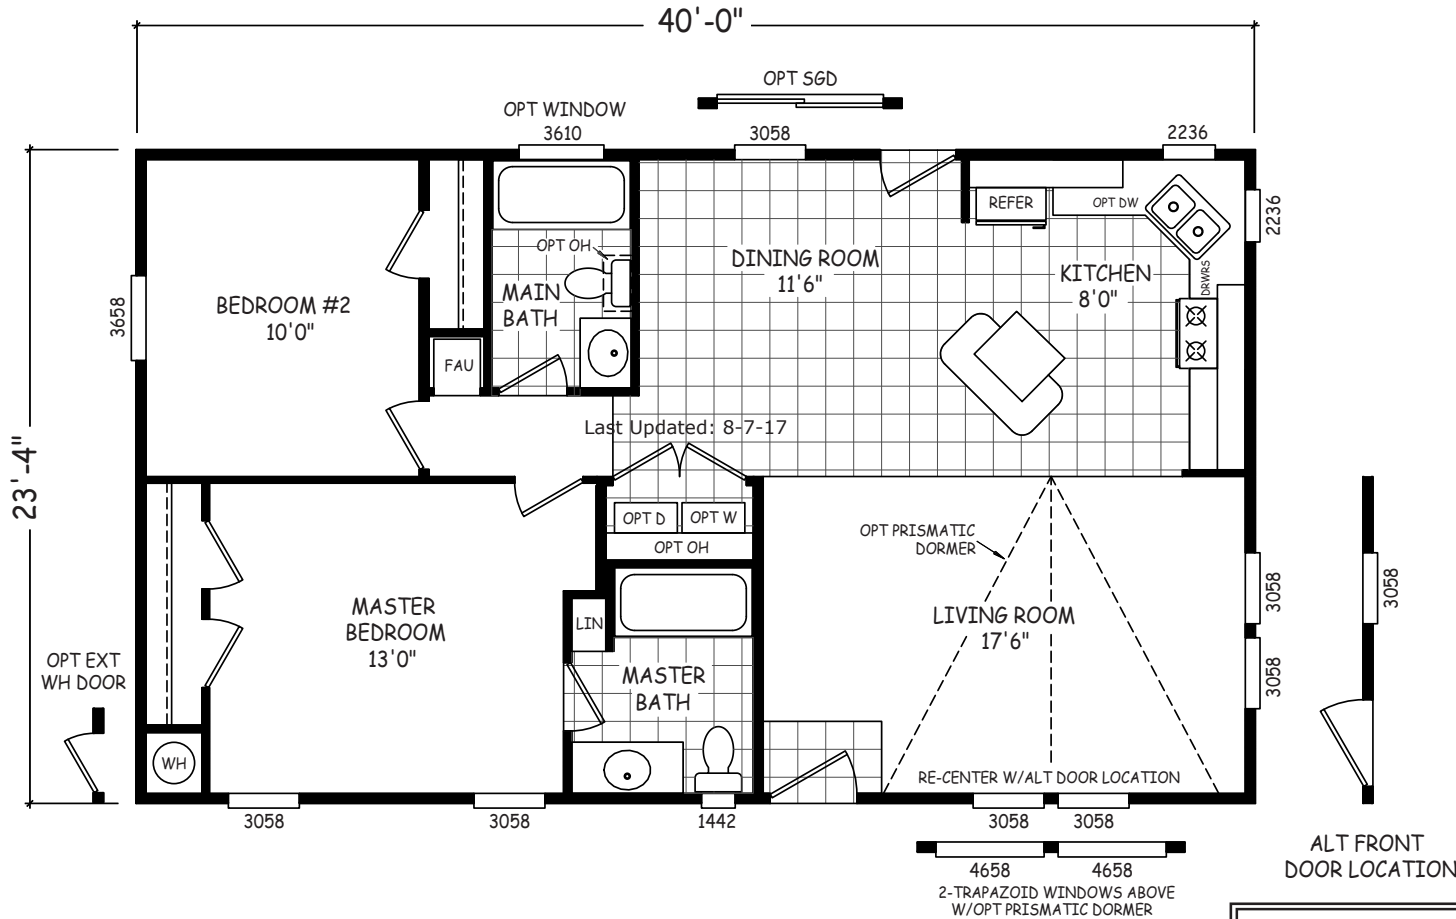 40'-0"
OPT SGD
OPT WINDOW
3610
3058
2236
2236
REFER
OPT DW
OPT OH
DINING ROOM
11'6"
KITCHEN
8'0"
DRWRS
MAIN
BATH
BEDROOM #2
10'0"
3658
FAU
Last Updated: 8-7-17
23'-4"
OPT D
OPT W
OPT OH
OPT PRISMATIC
DORMER
3058
3058
3058
LIVING ROOM
17'6"
MASTER
BEDROOM
13'0"
LIN
MASTER
BATH
OPT EXT
WH DOOR
WH
RE-CENTER W/ALT DOOR LOCATION
3058
3058
1442
3058
3058
4658
4658
2-TRAPAZOID WINDOWS ABOVE
W/OPT PRISMATIC DORMER
ALT FRONT
DOOR LOCATION